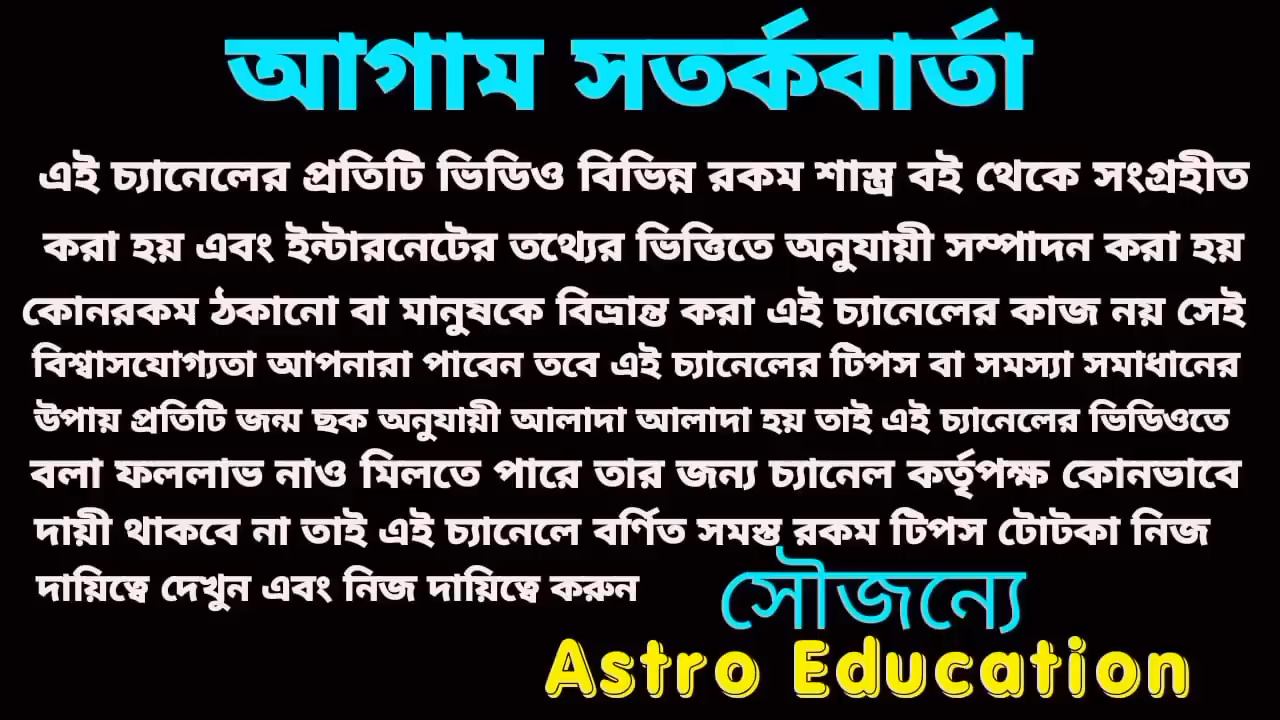 আগাম সতর্কবার্তা
এই চ্যানেলের প্রতিটি ভিডিও বিভিন্ন রকম শাস্ত্র বই থেকে সংগ্রহীত
করা হয় এবং ইন্টারনেটের তথ্যের ভিত্তিতে অনুযায়ী সম্পাদন করা হয়
কোনরকম ঠকানো বা মানুষকে বিভ্রান্ত করা এই চ্যানেলের কাজ নয় সেই
বিশ্বাসযোগ্যতা আপনারা পাবেন তবে এই চ্যানেলের টিপস বা সমস্যা সমাধানের
উপায় প্রতিটি জন্ম ছক অনুযায়ী আলাদা আলাদা হয় তাই এই চ্যানেলের ভিডিওতে
বলা ফললাভ নাও মিলতে পারে তার জন্য চ্যানেল কর্তৃপক্ষ কোনভাবে
দায়ী থাকবে না তাই এই চ্যানেলে বর্ণিত সমস্ত রকম টিপস টোটকা নিজ
দায়িত্বে দেখুন এবং নিজ দায়িত্বে করুন
সৌজন্যে
Astro Education